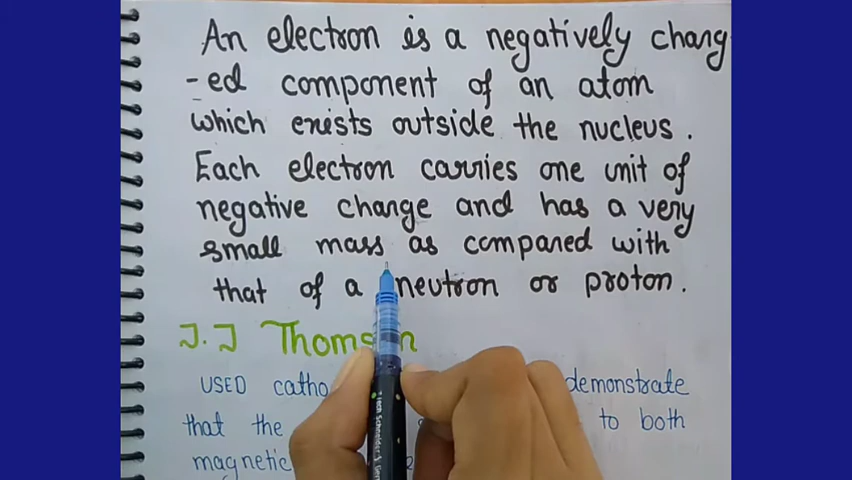 An electron is a negatively charg
-ed component of an atom
which exists outside the nucleus.
Each electron carries one unit of
negative charge and has a very
small mass as compared with
that of a neutron or proton.
J.J Thomson
USED demonstrate
that the to both
magnetic